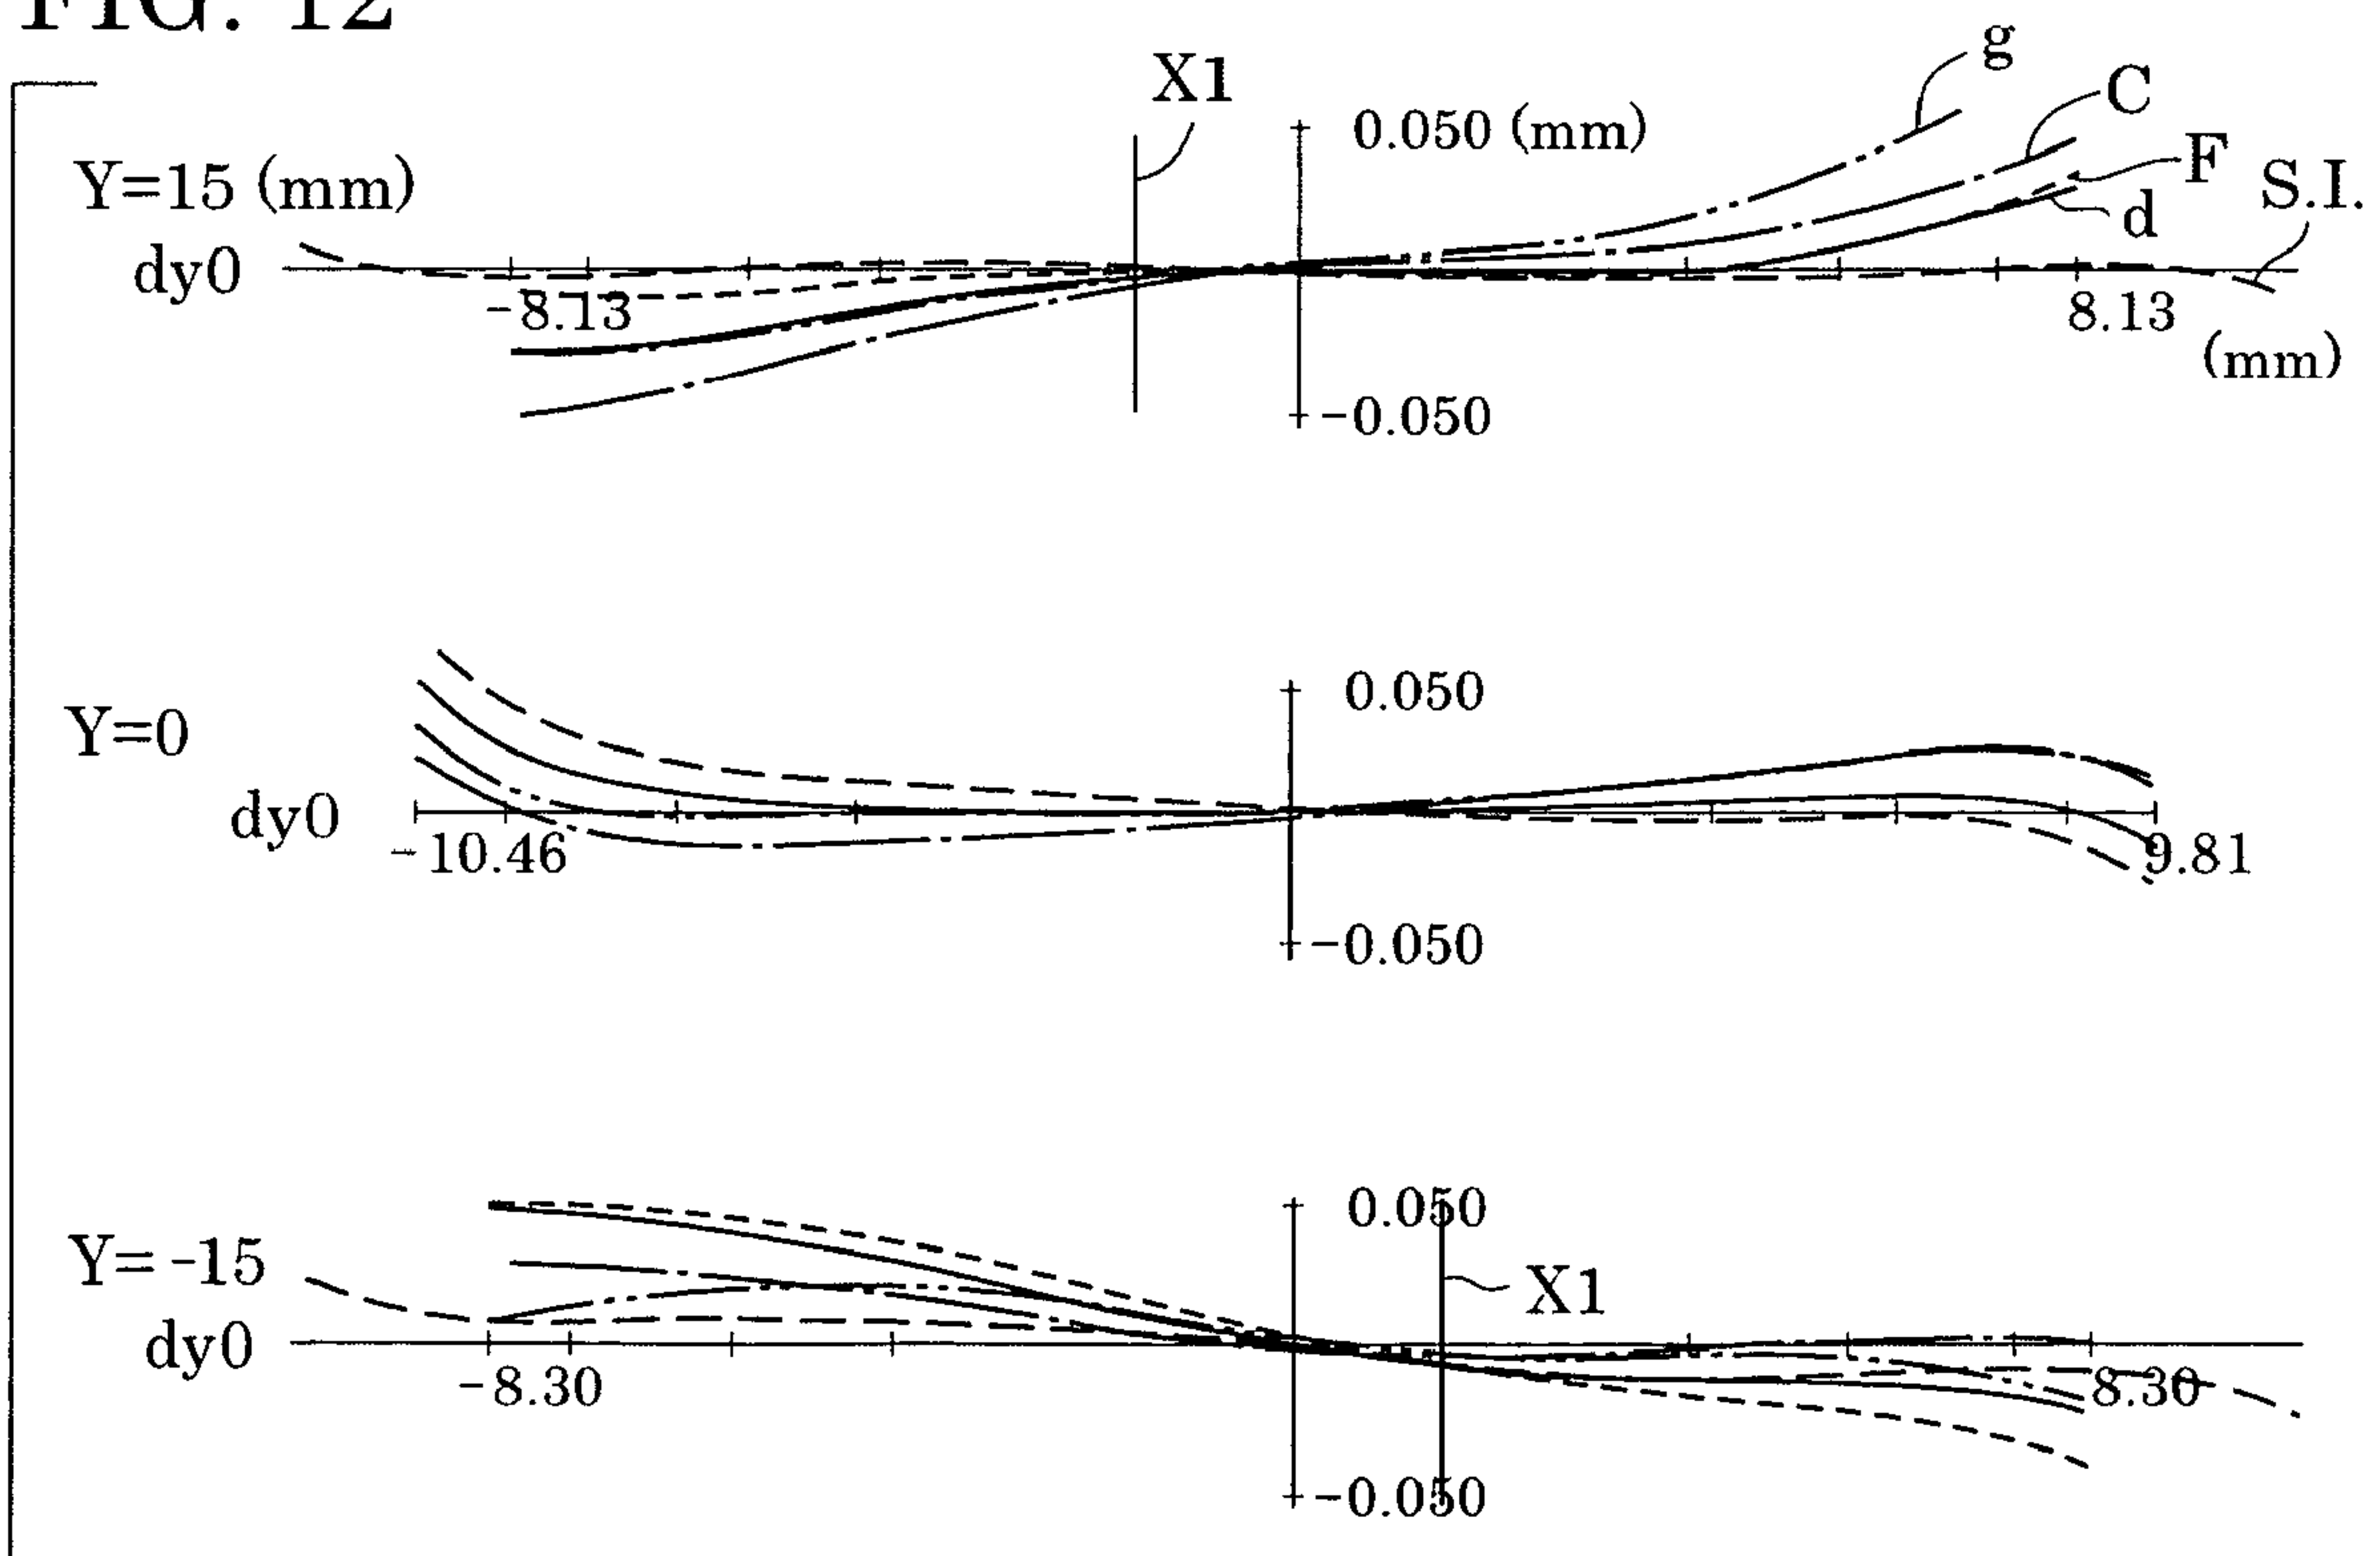 FIG. 12
X1
g
C
0.050 (mm)
F
S.I.
Y=15 (mm)
d
dy0
-8.13
8.13
(mm)
-0.050
0.050
Y=0
dy0
-10.46
9.81
-0.050
0.050
Y= -15
X1
dy0
-8.30
8.30
-0.050